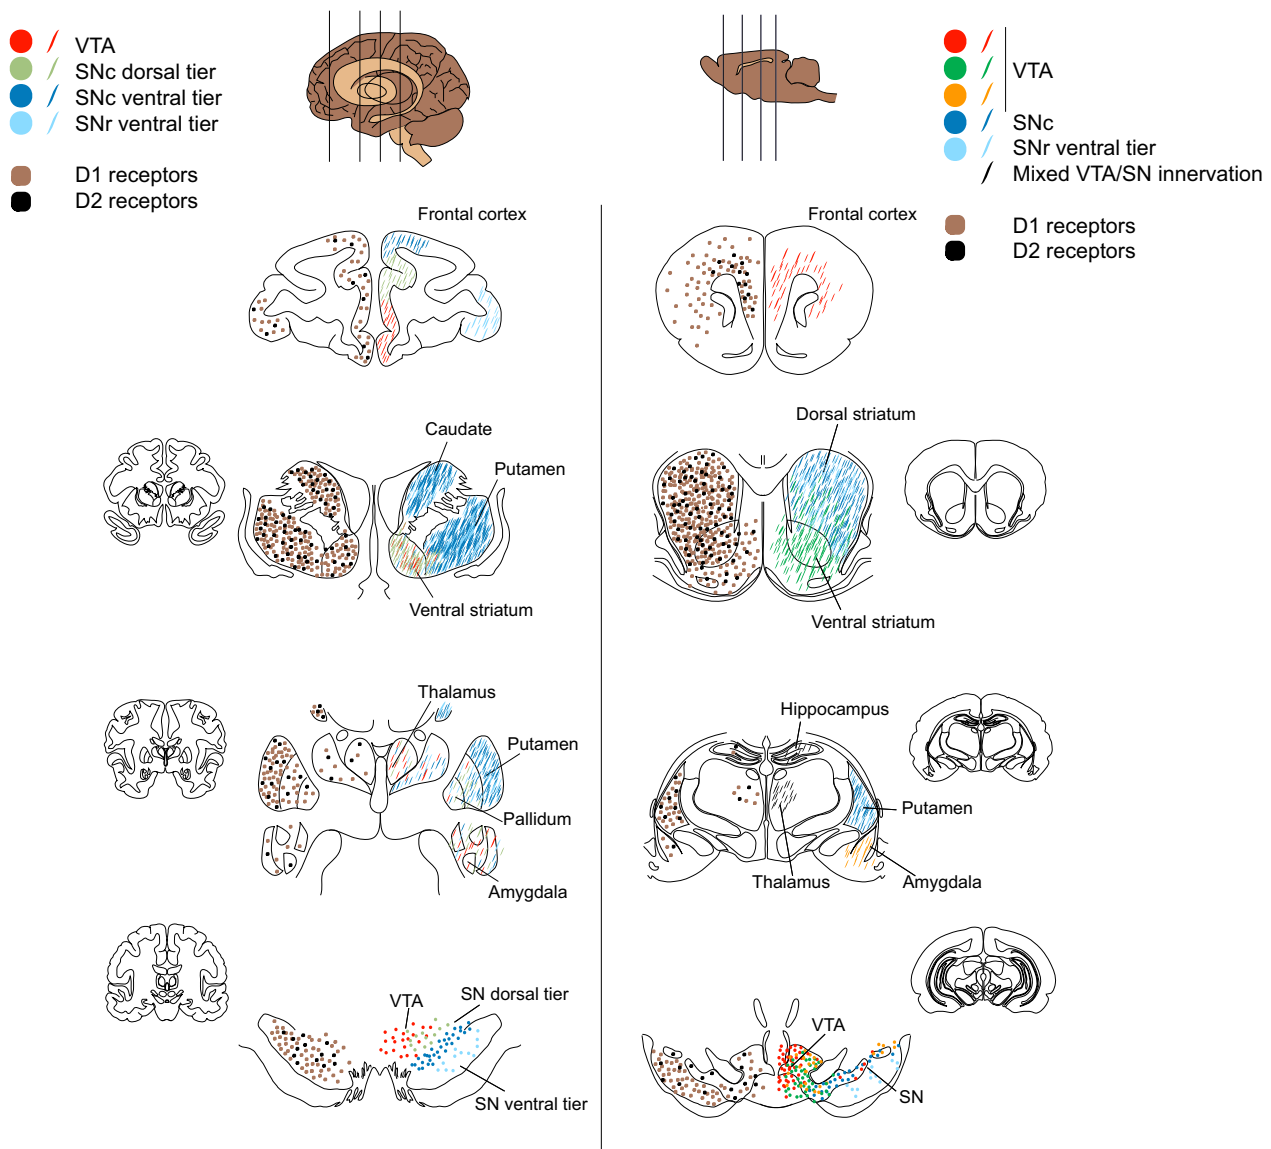 VTA
SNc dorsal tier
SNc ventral tier
SNr ventral tier
D1 receptors
D2 receptors
VTA
SNc
SNr ventral tier
Mixed VTA/SN innervation
D1 receptors
D2 receptors
Frontal cortex
Frontal cortex
Caudate
Putamen
Ventral striatum
Dorsal striatum
Ventral striatum
Thalamus
Putamen
Pallidum
Amygdala
Hippocampus
Putamen
Thalamus
Amygdala
VTA
SN dorsal tier
SN ventral tier
VTA
SN